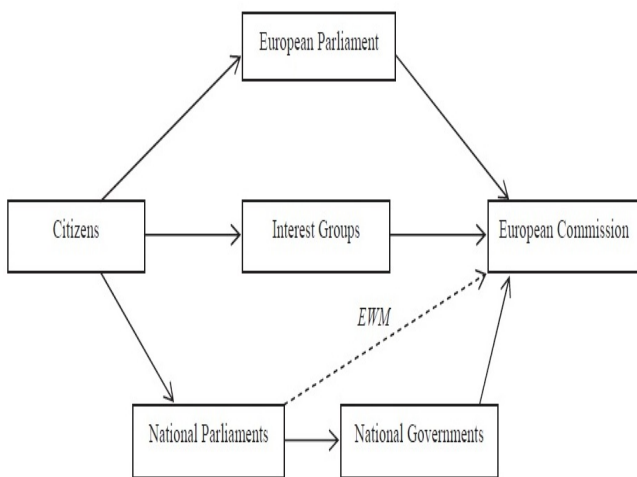 European Parliament
Citizens
Interest Groups
European Commission
EWM
National Parliaments
National Governments